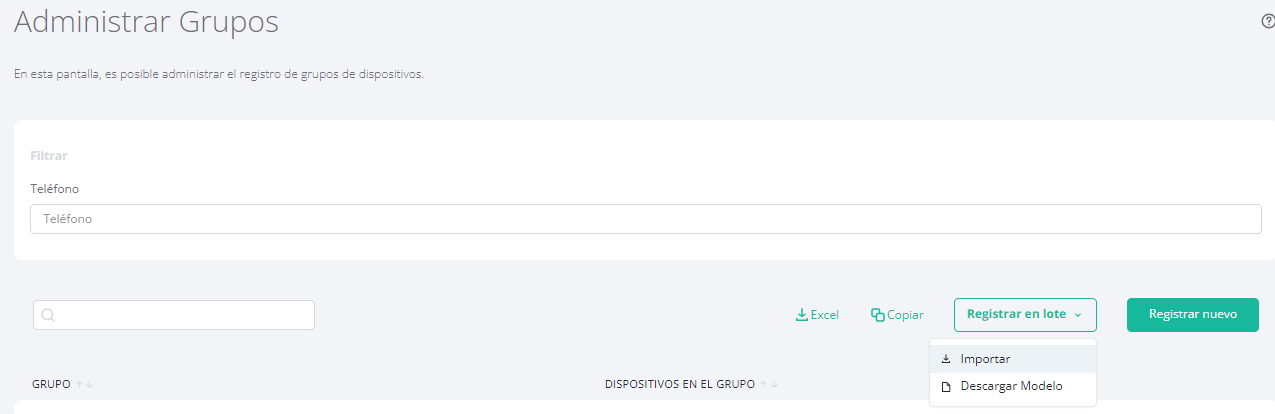 Administrar Grupos
En esta pantalla, es posible administrar el registro de grupos de dispositivos.
Filtrar
Teléfono
Teléfono
Excel
Copiar
Registrar en lote
Registrar nuevo
Importar
Descargar Modelo
GRUPO
DISPOSITIVOS EN EL GRUPO